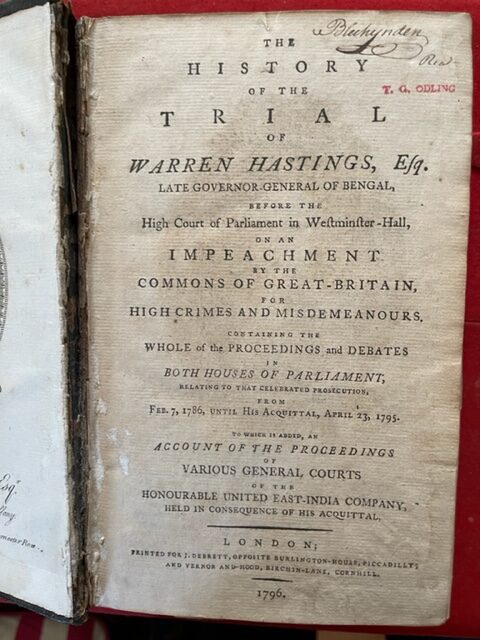 Blechynden
T. G. ODLING
THE
HISTORY
OF THE
TRIAL
OF
WARREN HASTINGS, Eſq.
LATE GOVERNOR-GENERAL OF BENGAL,
BEFORE THE
High Court of Parliament in Weſtminſter-Hall,
ON AN
IMPEACHMENT
BY THE
COMMONS OF GREAT-BRITAIN,
FOR
HIGH CRIMES AND MISDEMEANOURS.
CONTAINING THE
WHOLE of the PROCEEDINGS and DEBATES
IN
BOTH HOUSES OF PARLIAMENT,
RELATING TO THAT CELEBRATED PROSECUTION,
FROM
FEB. 7, 1786, UNTIL HIS ACQUITTAL, APRIL 23, 1795.
TO WHICH IS ADDED, AN
ACCOUNT OF THE PROCEEDINGS
OF
VARIOUS GENERAL COURTS
OF THE
HONOURABLE UNITED EAST-INDIA COMPANY,
HELD IN CONSEQUENCE OF HIS ACQUITTAL.
LONDON;
PRINTED FOR J. DEBRETT, OPPOSITE BURLINGTON-HOUSE, PICCADILLY;
AND VERNOR AND HOOD, BIRCHIN-LANE, CORNHILL.
1796.